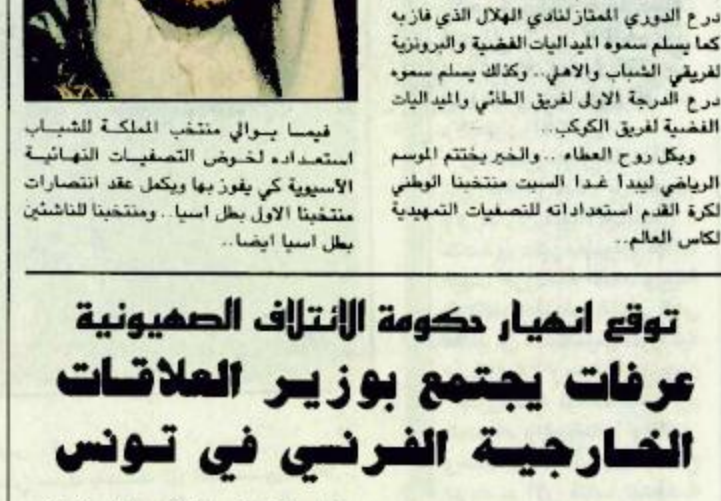 درع الدوري الممتاز لنادي الهلال الذي فاز به
كما يسلم سموه الميداليات الفضية والبرونزية
لفريقي الشباب والاهلي.. وكذلك يسلم سموه
درع الدرجة الاولى لفريق الطائي والميداليات
الفضية لفريق الكوكب..
وبكل روح العطاء .. والخير يختتم الموسم
الرياضي ليبدأ غدا السبت منتخبنا الوطني
لكرة القدم استعداداته للتصفيات التمهيدية
لكاس العالم..
فيما يوالي منتخب المملكة للشباب
استعداده لخوض التصفيات النهائية
الآسيوية كي يفوز بها ويكمل عقد انتصارات
منتخبنا الاول بطل اسيا.. ومنتخبنا للناشئين
بطل اسيا ايضا..
توقع انهيار حكومة الائتلاف الصهيونية
عرفات يجتمع بوزير العلاقات
الخارجية الفرنسي في تونس